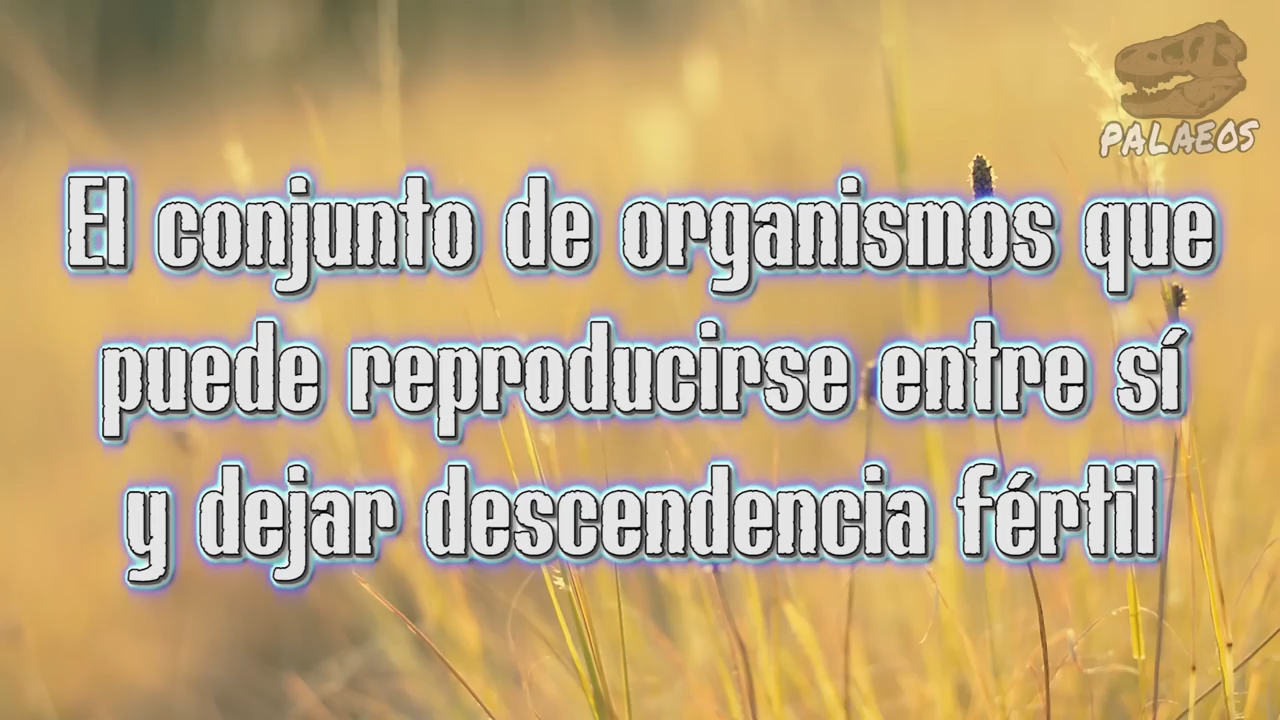 PALAEOS
El conjunto de organismos que
puede reproducirse entre sí
y dejar descendencia fértil